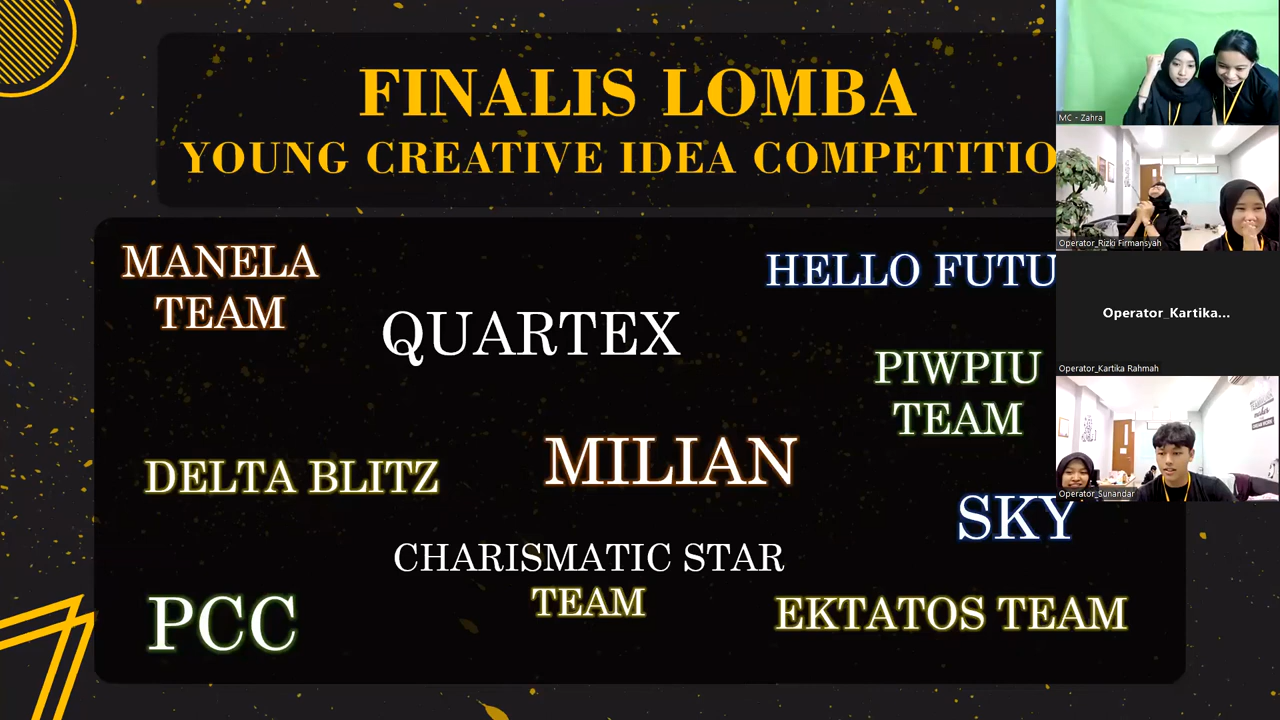 FINALIS LOMBA
YOUNG CREATIVE IDEA COMPETITIO
MANELA
TEAM
QUARTEX
HELLO FUTU
PIWPIU
TEAM
DELTA BLITZ
MILIAN
SKY
CHARISMATIC STAR
TEAM
PCC
EKTATOS TEAM
MC - Zahra
Operator_Rizki Firmansyah
Operator_Kartika...
Operator_Kartika Rahmah
Operator_Sunandar